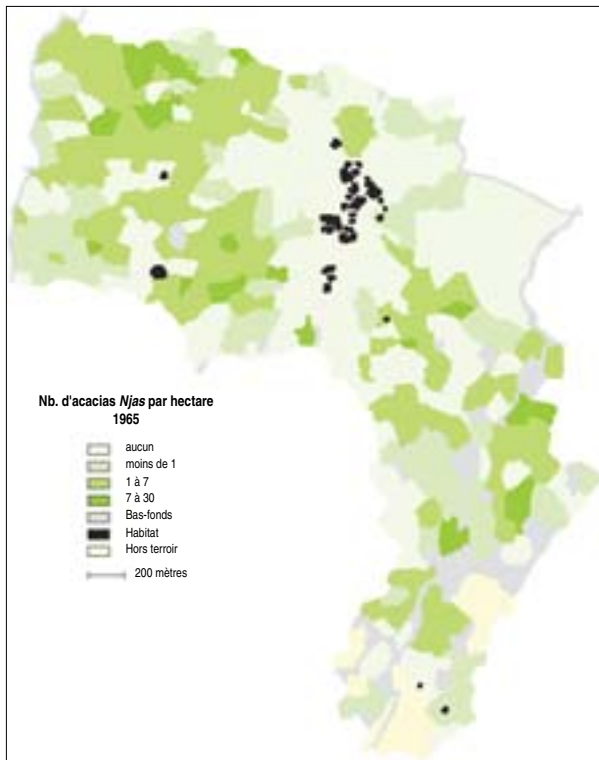 Nb. d'acacias Njas par hectare
1965
aucun
moins de 1
1 à 7
7 à 30
Bas-fonds
Habitat
Hors terroir
200 mètres